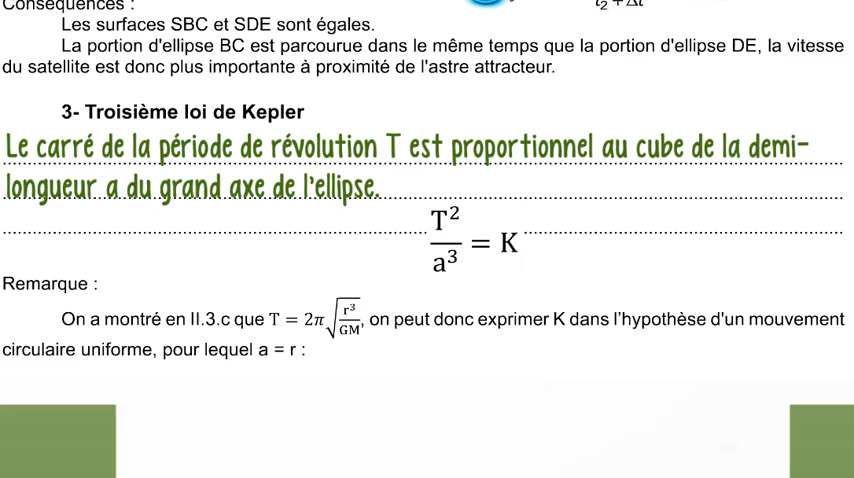 Conséquences :
t₂ + Δt
Les surfaces SBC et SDE sont égales.
La portion d'ellipse BC est parcourue dans le même temps que la portion d'ellipse DE, la vitesse
du satellite est donc plus importante à proximité de l'astre attracteur.
3- Troisième loi de Kepler
Le carré de la période de révolution T est proportionnel au cube de la demi-
longueur a du grand axe de l'ellipse.
T²/a³ = K
Remarque :
On a montré en II.3.c que T = 2π√(r³/GM), on peut donc exprimer K dans l'hypothèse d'un mouvement
circulaire uniforme, pour lequel a = r :